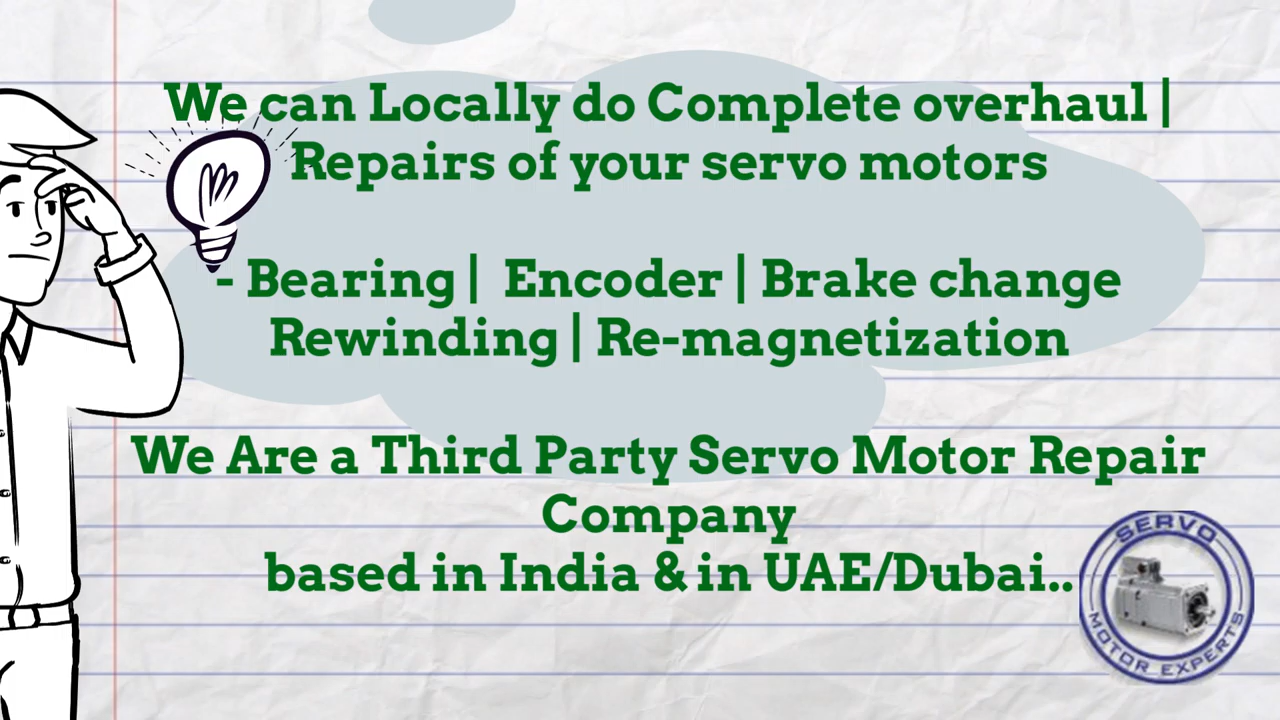 We can Locally do Complete overhaul |
Repairs of your servo motors
- Bearing | Encoder | Brake change
Rewinding | Re-magnetization
We Are a Third Party Servo Motor Repair
Company
based in India & in UAE/Dubai..
SERVO
MOTOR EXPERTS